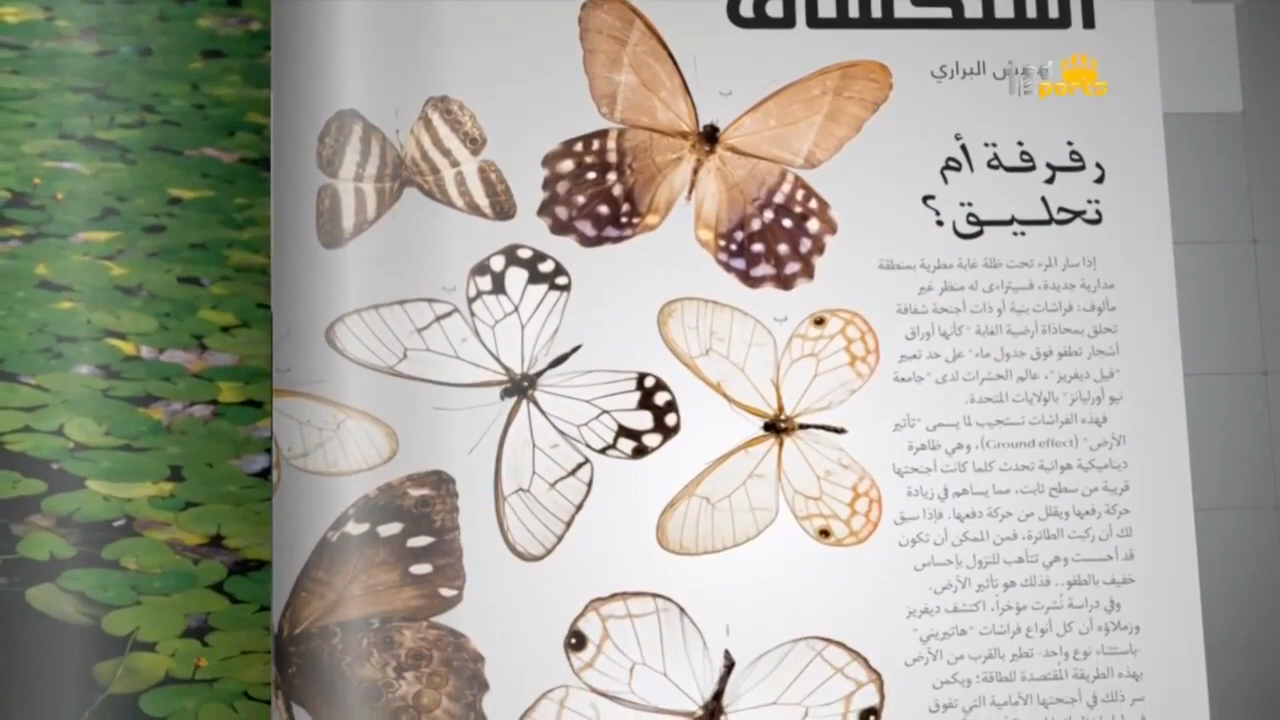 استكشاف
البراري
رفرفة أم
تحليق؟
إذا سار المرء تحت ظلة غابة مطرية بمنطقة
مدارية جديدة، فسيتراءى له منظر غير
مألوف: فراشات بنية أو ذات أجنحة شفافة
تحلق بمحاذاة أرضية الغابة "كأنها أوراق
أشجار تطفو فوق جدول ماء" على حد تعبير
"فيل ديفريز"، عالم الحشرات لدى "جامعة
نيو أورليانز" بالولايات المتحدة.
فهذه الفراشات تستجيب لما يسمى "تأثير
الأرض" (Ground effect)، وهي ظاهرة
ديناميكية هوائية تحدث كلما كانت أجنحتها
قريبة من سطح ثابت، مما يساهم في زيادة
حركة رفعها ويقلل من حركة دفعها. فإذا سبق
لك أن ركبت الطائرة، فمن الممكن أن تكون
قد أحسست وهي تتأهب للنزول بإحساس
خفيف بالطفو.. فذلك هو تأثير الأرض.
وفي دراسة نُشرت مؤخراً، اكتشف ديفريز
وزملاؤه أن كل أنواع فراشات "هاتيريني"
-باستثناء نوع واحد- تطير بالقرب من الأرض
بهذه الطريقة المُقتصدة للطاقة؛ ويكمن
سر ذلك في أجنحتها الأمامية التي تفوق
ب
ب
ب
أ